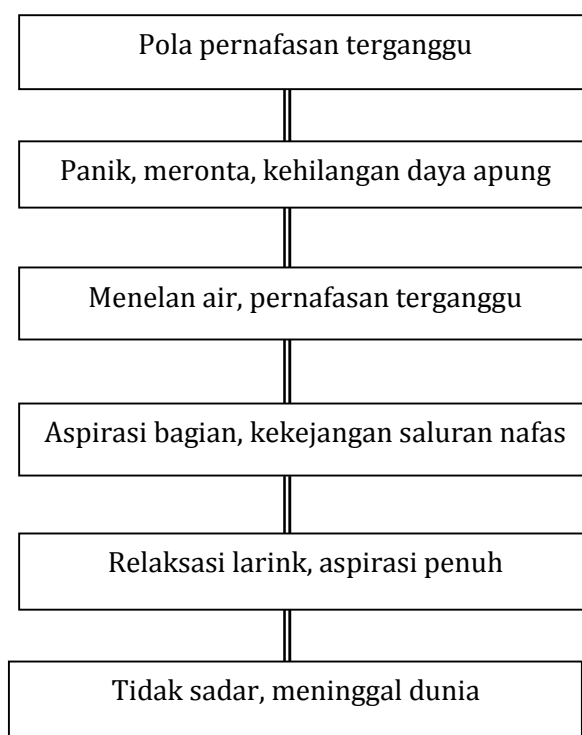 Pola pernafasan terganggu
Panik, meronta, kehilangan daya apung
Menelan air, pernafasan terganggu
Aspirasi bagian, kekejangan saluran nafas
Relaksasi larink, aspirasi penuh
Tidak sadar, meninggal dunia